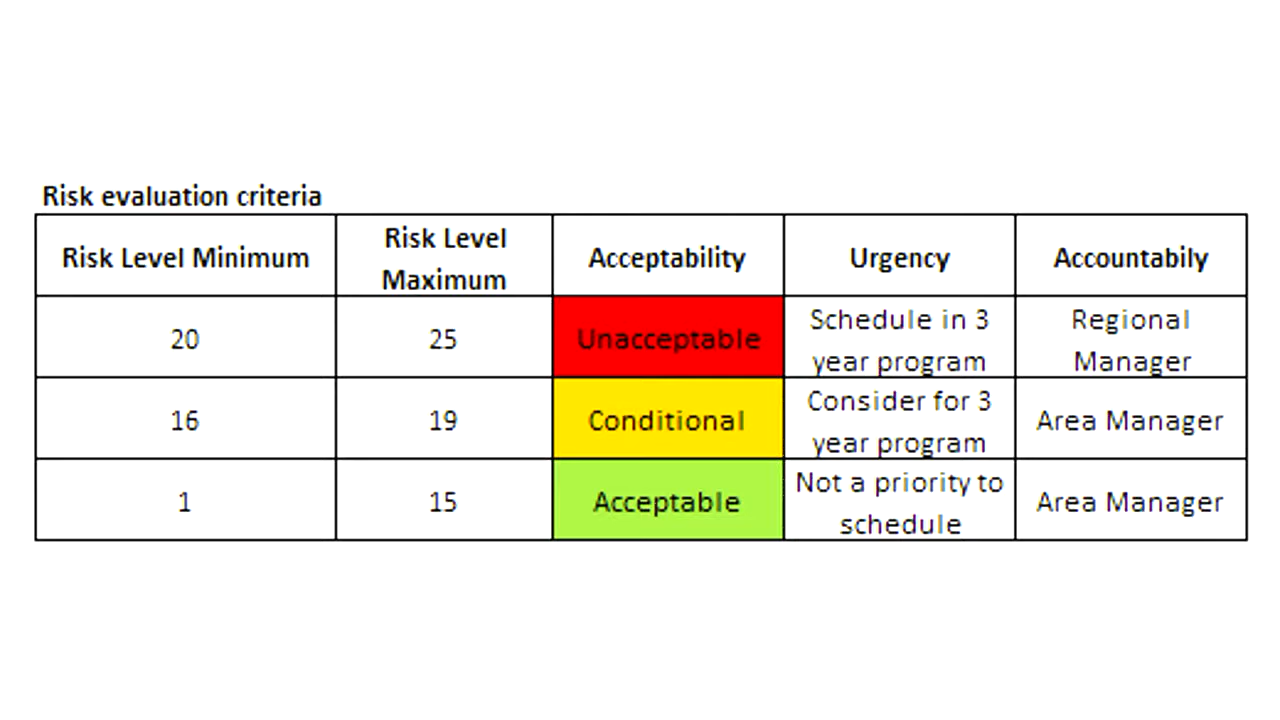 Risk evaluation criteria
Risk Level Minimum
Risk Level
Maximum
Acceptability
Urgency
Accountabily
20
25
Unacceptable
Schedule in 3
year program
Regional
Manager
16
19
Conditional
Consider for 3
year program
Area Manager
1
15
Acceptable
Not a priority to
schedule
Area Manager